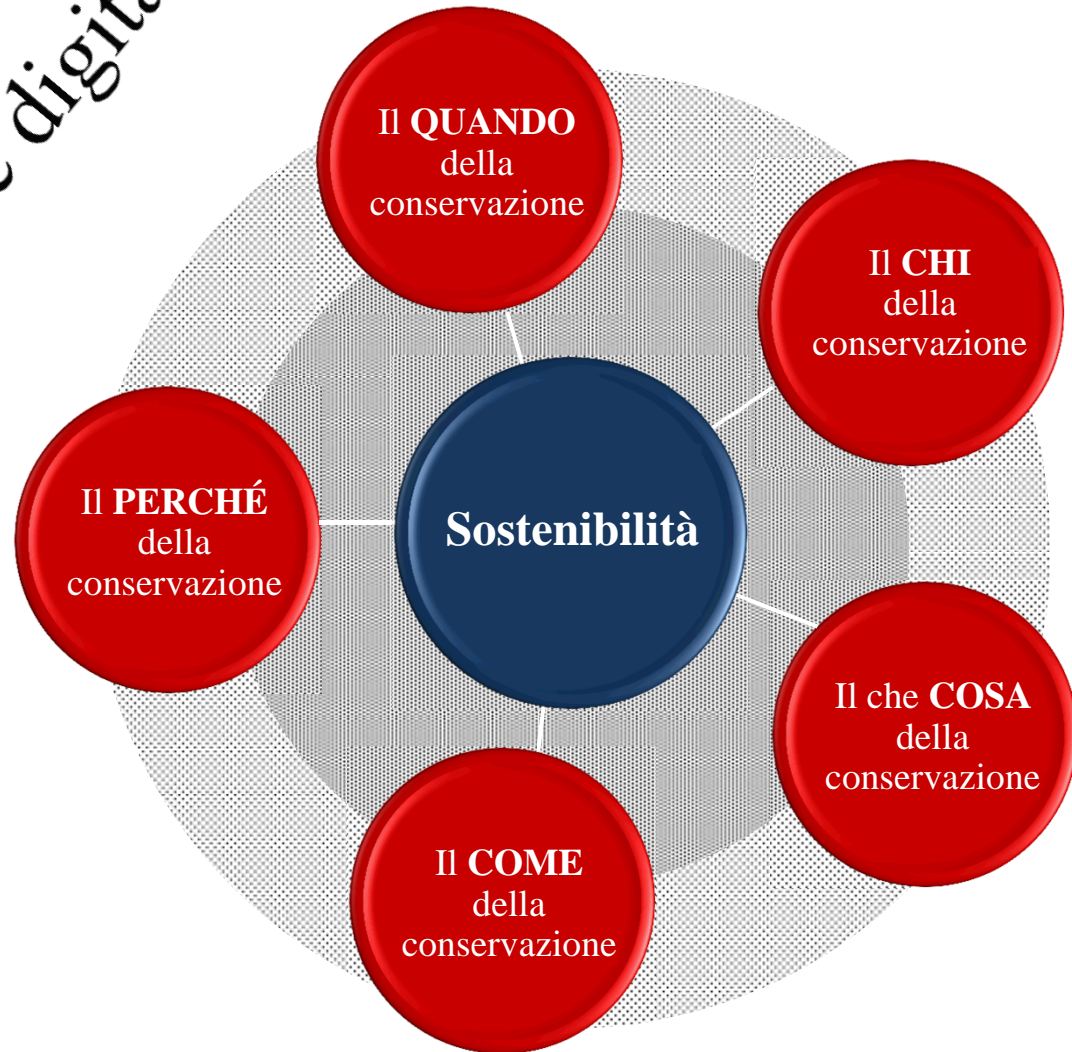 Il QUANDO
della
conservazione
Il CHI
della
conservazione
Il che COSA
della
conservazione
Il COME
della
conservazione
Il PERCHÉ
della
conservazione
Sostenibilità